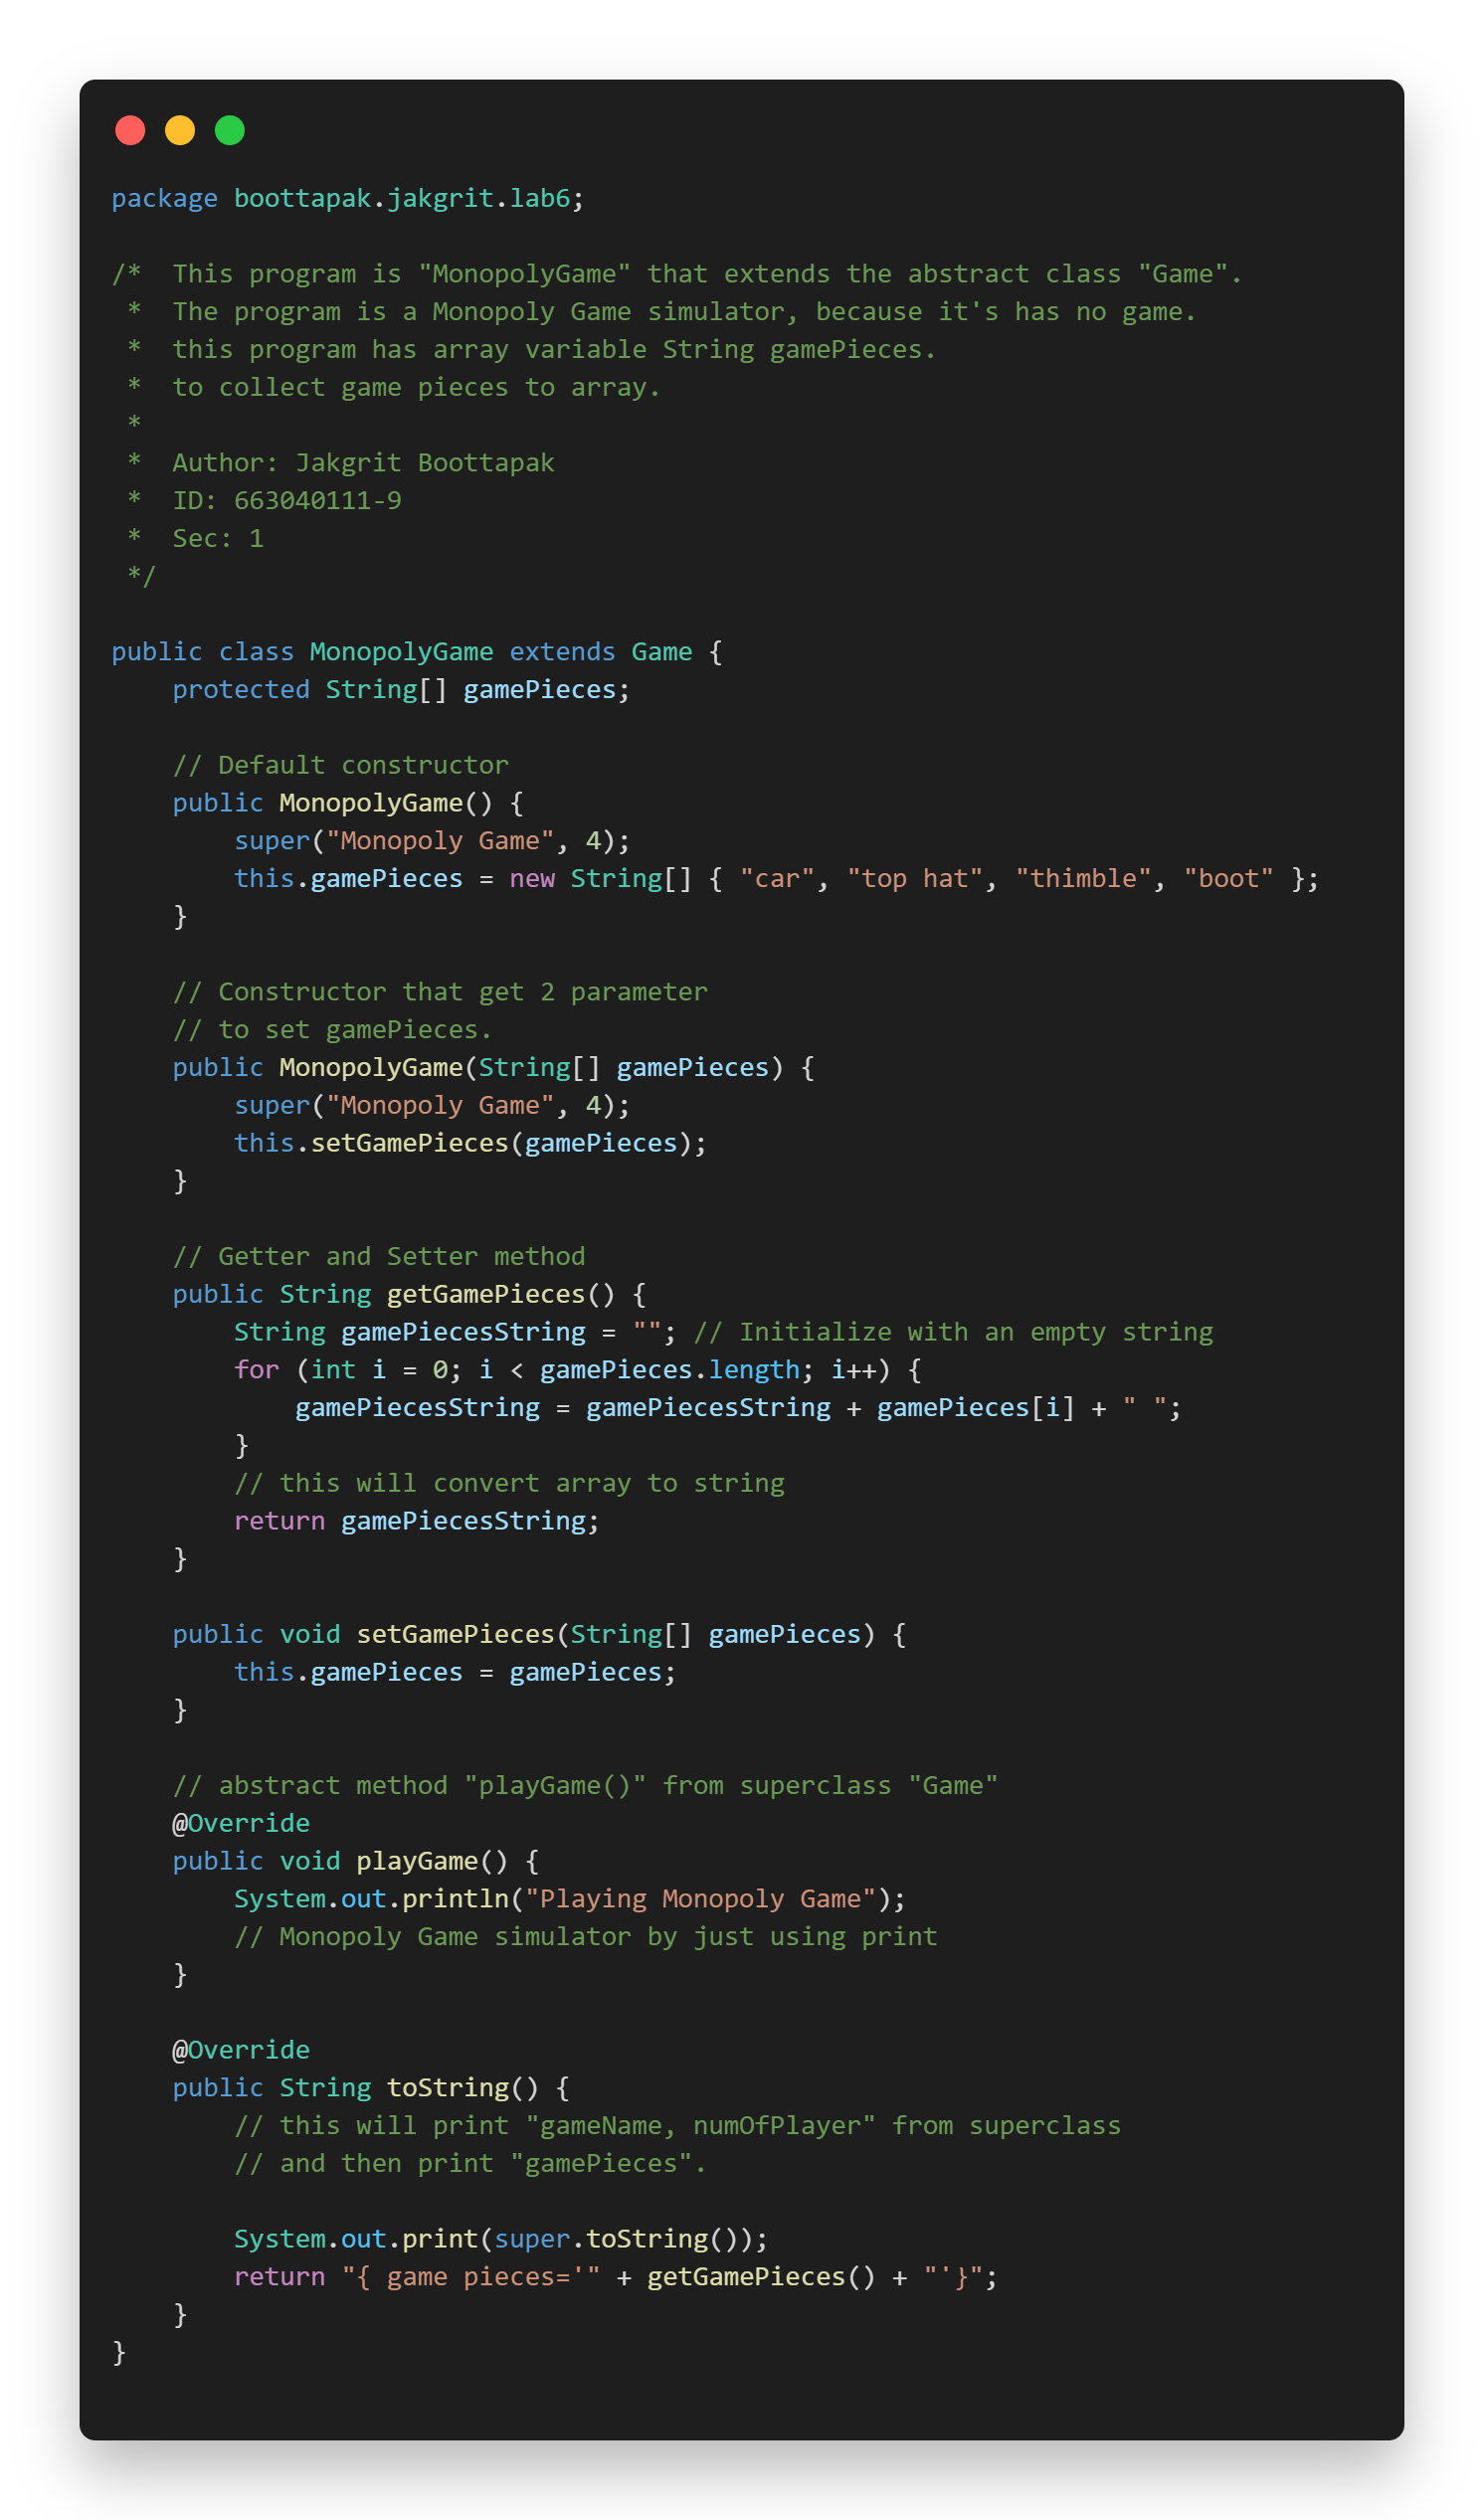 package boottapak.jakgrit.lab6;

/*  This program is "MonopolyGame" that extends the abstract class "Game".
 *  The program is a Monopoly Game simulator, because it's has no game.
 *  this program has array variable String gamePieces.
 *  to collect game pieces to array.
 *
 *  Author: Jakgrit Boottapak
 *  ID: 663040111-9
 *  Sec: 1
 */

public class MonopolyGame extends Game {
    protected String[] gamePieces;

    // Default constructor
    public MonopolyGame() {
        super("Monopoly Game", 4);
        this.gamePieces = new String[] { "car", "top hat", "thimble", "boot" };
    }

    // Constructor that get 2 parameter
    // to set gamePieces.
    public MonopolyGame(String[] gamePieces) {
        super("Monopoly Game", 4);
        this.setGamePieces(gamePieces);
    }

    // Getter and Setter method
    public String getGamePieces() {
        String gamePiecesString = ""; // Initialize with an empty string
        for (int i = 0; i < gamePieces.length; i++) {
            gamePiecesString = gamePiecesString + gamePieces[i] + " ";
        }
        // this will convert array to string
        return gamePiecesString;
    }

    public void setGamePieces(String[] gamePieces) {
        this.gamePieces = gamePieces;
    }

    // abstract method "playGame()" from superclass "Game"
    @Override
    public void playGame() {
        System.out.println("Playing Monopoly Game");
        // Monopoly Game simulator by just using print
    }

    @Override
    public String toString() {
        // this will print "gameName, numOfPlayer" from superclass
        // and then print "gamePieces".

        System.out.print(super.toString());
        return "{ game pieces='" + getGamePieces() + "'}";
    }
}